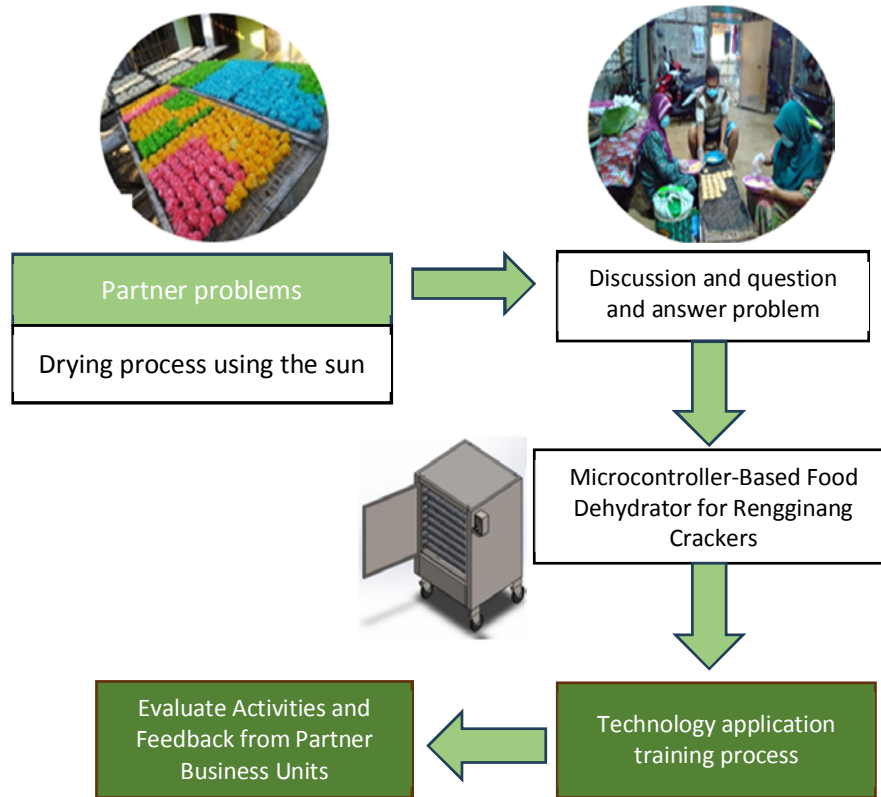 Partner problems
Drying process using the sun
Discussion and question
and answer problem
Microcontroller-Based Food
Dehydrator for Rengginang
Crackers
Technology application
training process
Evaluate Activities and
Feedback from Partner
Business Units